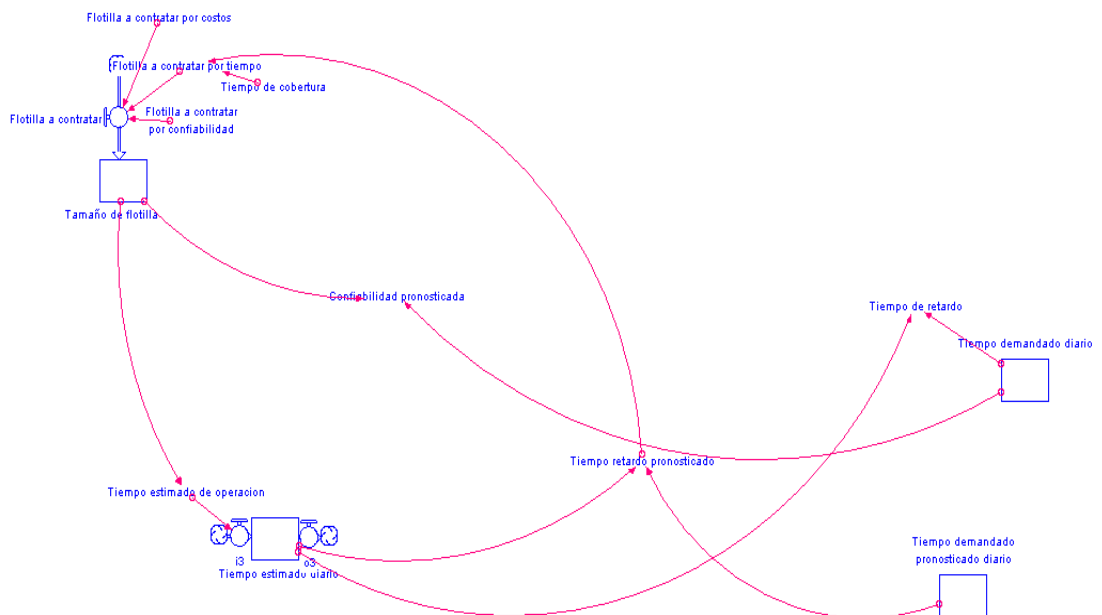 Flotilla a contratar por costos
Flotilla a contratar por tiempo
Tiempo de cobertura
Flotilla a contratar
Flotilla a contratar
por confiabilidad
Tamaño de flotilla
Confiabilidad pronosticada
Tiempo de retardo
Tiempo demandado diario
Tiempo retardo pronosticado
Tiempo estimado de operacion
i3
o3
Tiempo estimado diario
Tiempo demandado
pronosticado diario